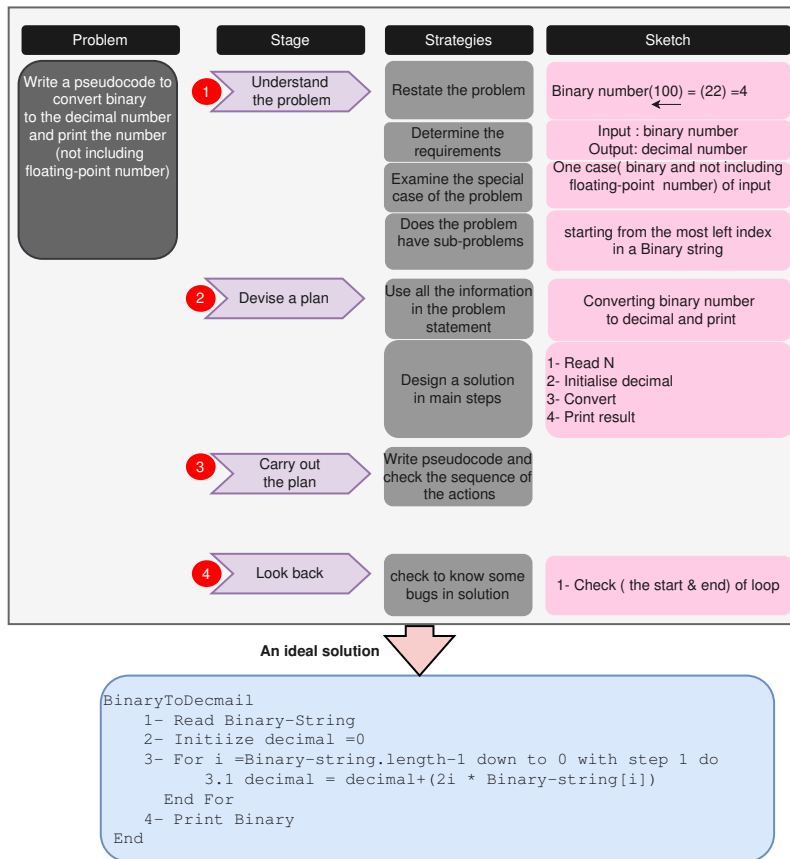 Problem
Stage
Strategies
Sketch
Write a pseudocode to
convert binary
to the decimal number
and print the number
(not including
floating-point number)
1
Understand
the problem
Restate the problem
Binary number(100) = (22) =4
Determine the
requirements
Input : binary number
Output: decimal number
Examine the special
case of the problem
One case( binary and not including
floating-point number) of input
Does the problem
have sub-problems
starting from the most left index
in a Binary string
2
Devise a plan
Use all the information
in the problem
statement
Converting binary number
to decimal and print
Design a solution
in main steps
1- Read N
2- Initialise decimal
3- Convert
4- Print result
3
Carry out
the plan
Write pseudocode and
check the sequence of
the actions
4
Look back
check to know some
bugs in solution
1- Check ( the start & end) of loop
An ideal solution
BinaryToDecmail
1- Read Binary-String
2- Initiize decimal =0
3- For i =Binary-string.length-1 down to 0 with step 1 do
3.1 decimal = decimal+(2i * Binary-string[i])
End For
4- Print Binary
End